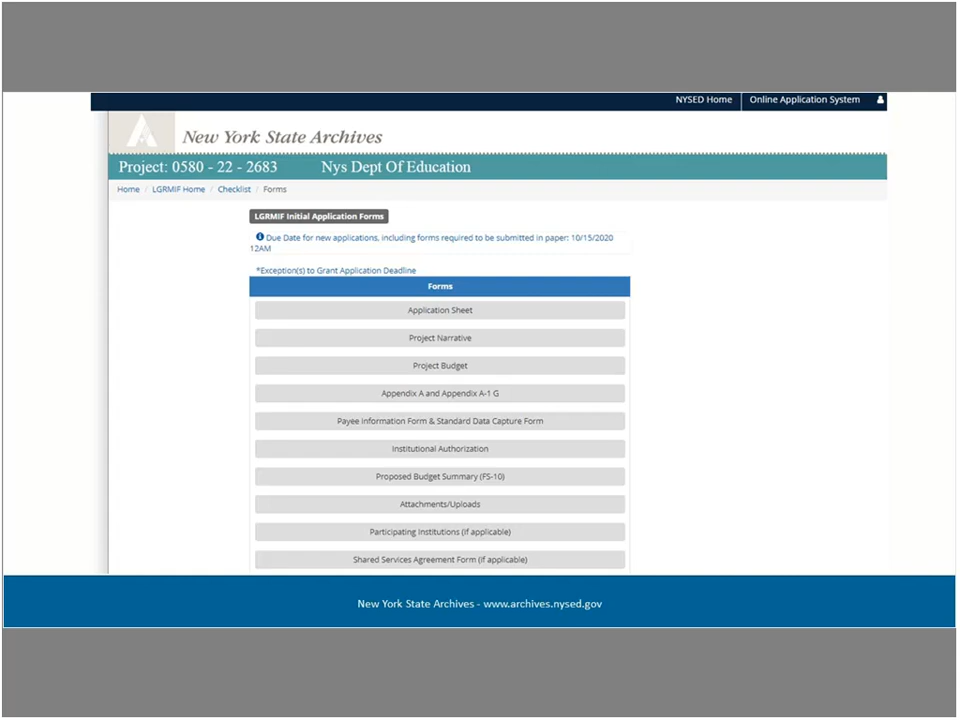 NYSED Home Online Application System
New York State Archives
Project: 0580 - 22 - 2683 Nys Dept Of Education
Home / LGRMIF Home / Checklist / Forms
LGRMIF Initial Application Forms
Due Date for new applications, including forms required to be submitted in paper: 10/15/2020
12AM
*Exception(s) to Grant Application Deadline
Forms
Application Sheet
Project Narrative
Project Budget
Appendix A and Appendix A-1 G
Payee Information Form & Standard Data Capture Form
Institutional Authorization
Proposed Budget Summary (FS-10)
Attachments/Uploads
Participating Institutions (if applicable)
Shared Services Agreement Form (if applicable)
New York State Archives - www.archives.nysed.gov